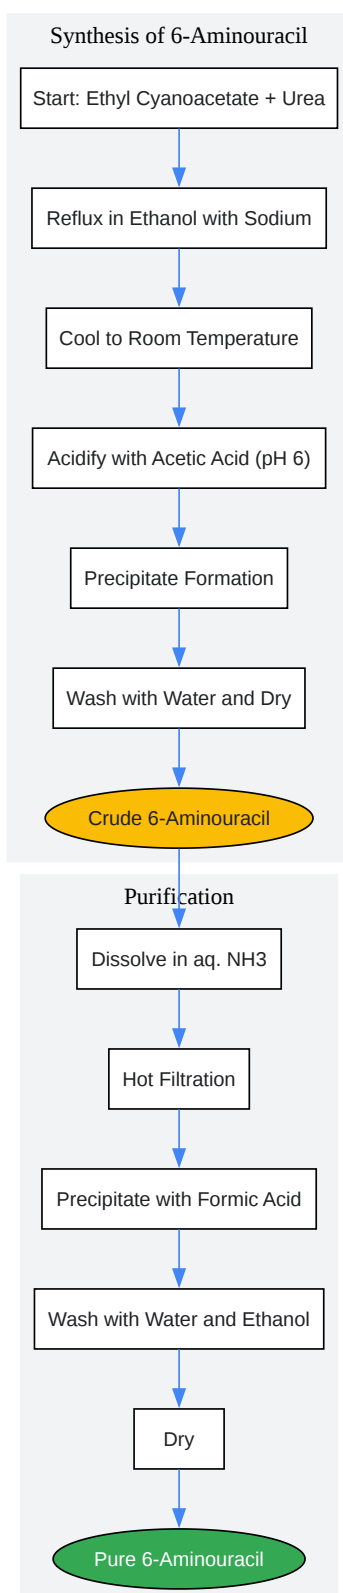 Synthesis of 6-Aminouracil
Start: Ethyl Cyanoacetate + Urea
Reflux in Ethanol with Sodium
Cool to Room Temperature
Acidify with Acetic Acid (pH 6)
Precipitate Formation
Wash with Water and Dry
Crude 6-Aminouracil
Purification
Dissolve in aq. NH3
Hot Filtration
Precipitate with Formic Acid
Wash with Water and Ethanol
Dry
Pure 6-Aminouracil